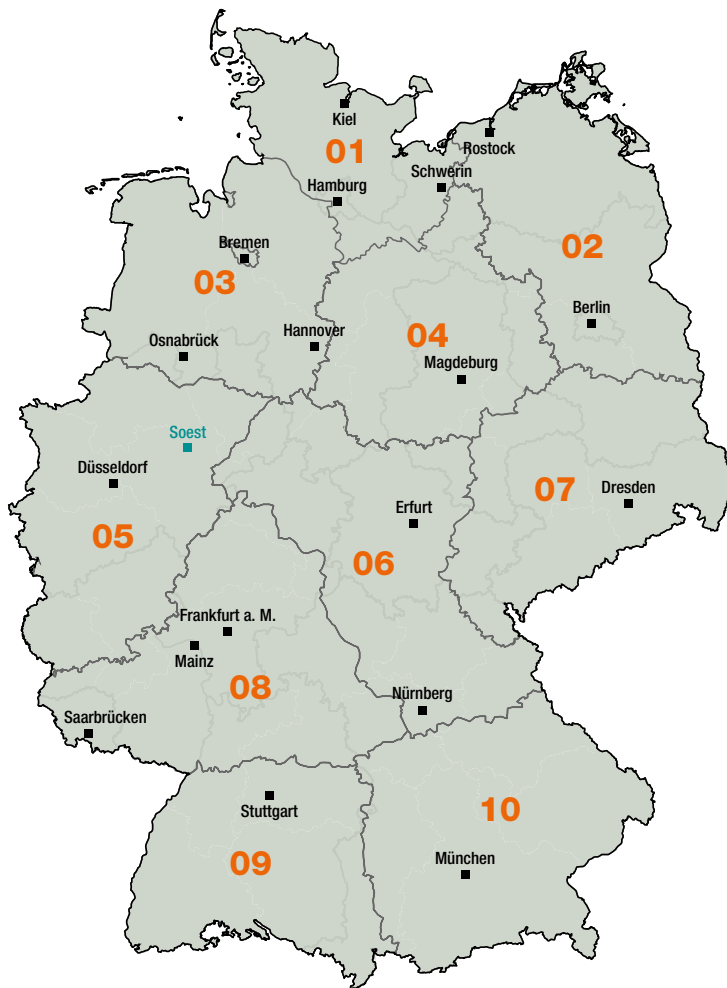 Kiel
Rostock
01
Schwerin
Hamburg
02
Bremen
03
Berlin
Hannover
04
Osnabrück
Magdeburg
Soest
Düsseldorf
07
Dresden
Erfurt
05
06
Frankfurt a. M.
Mainz
08
Nürnberg
Saarbrücken
10
Stuttgart
09
München